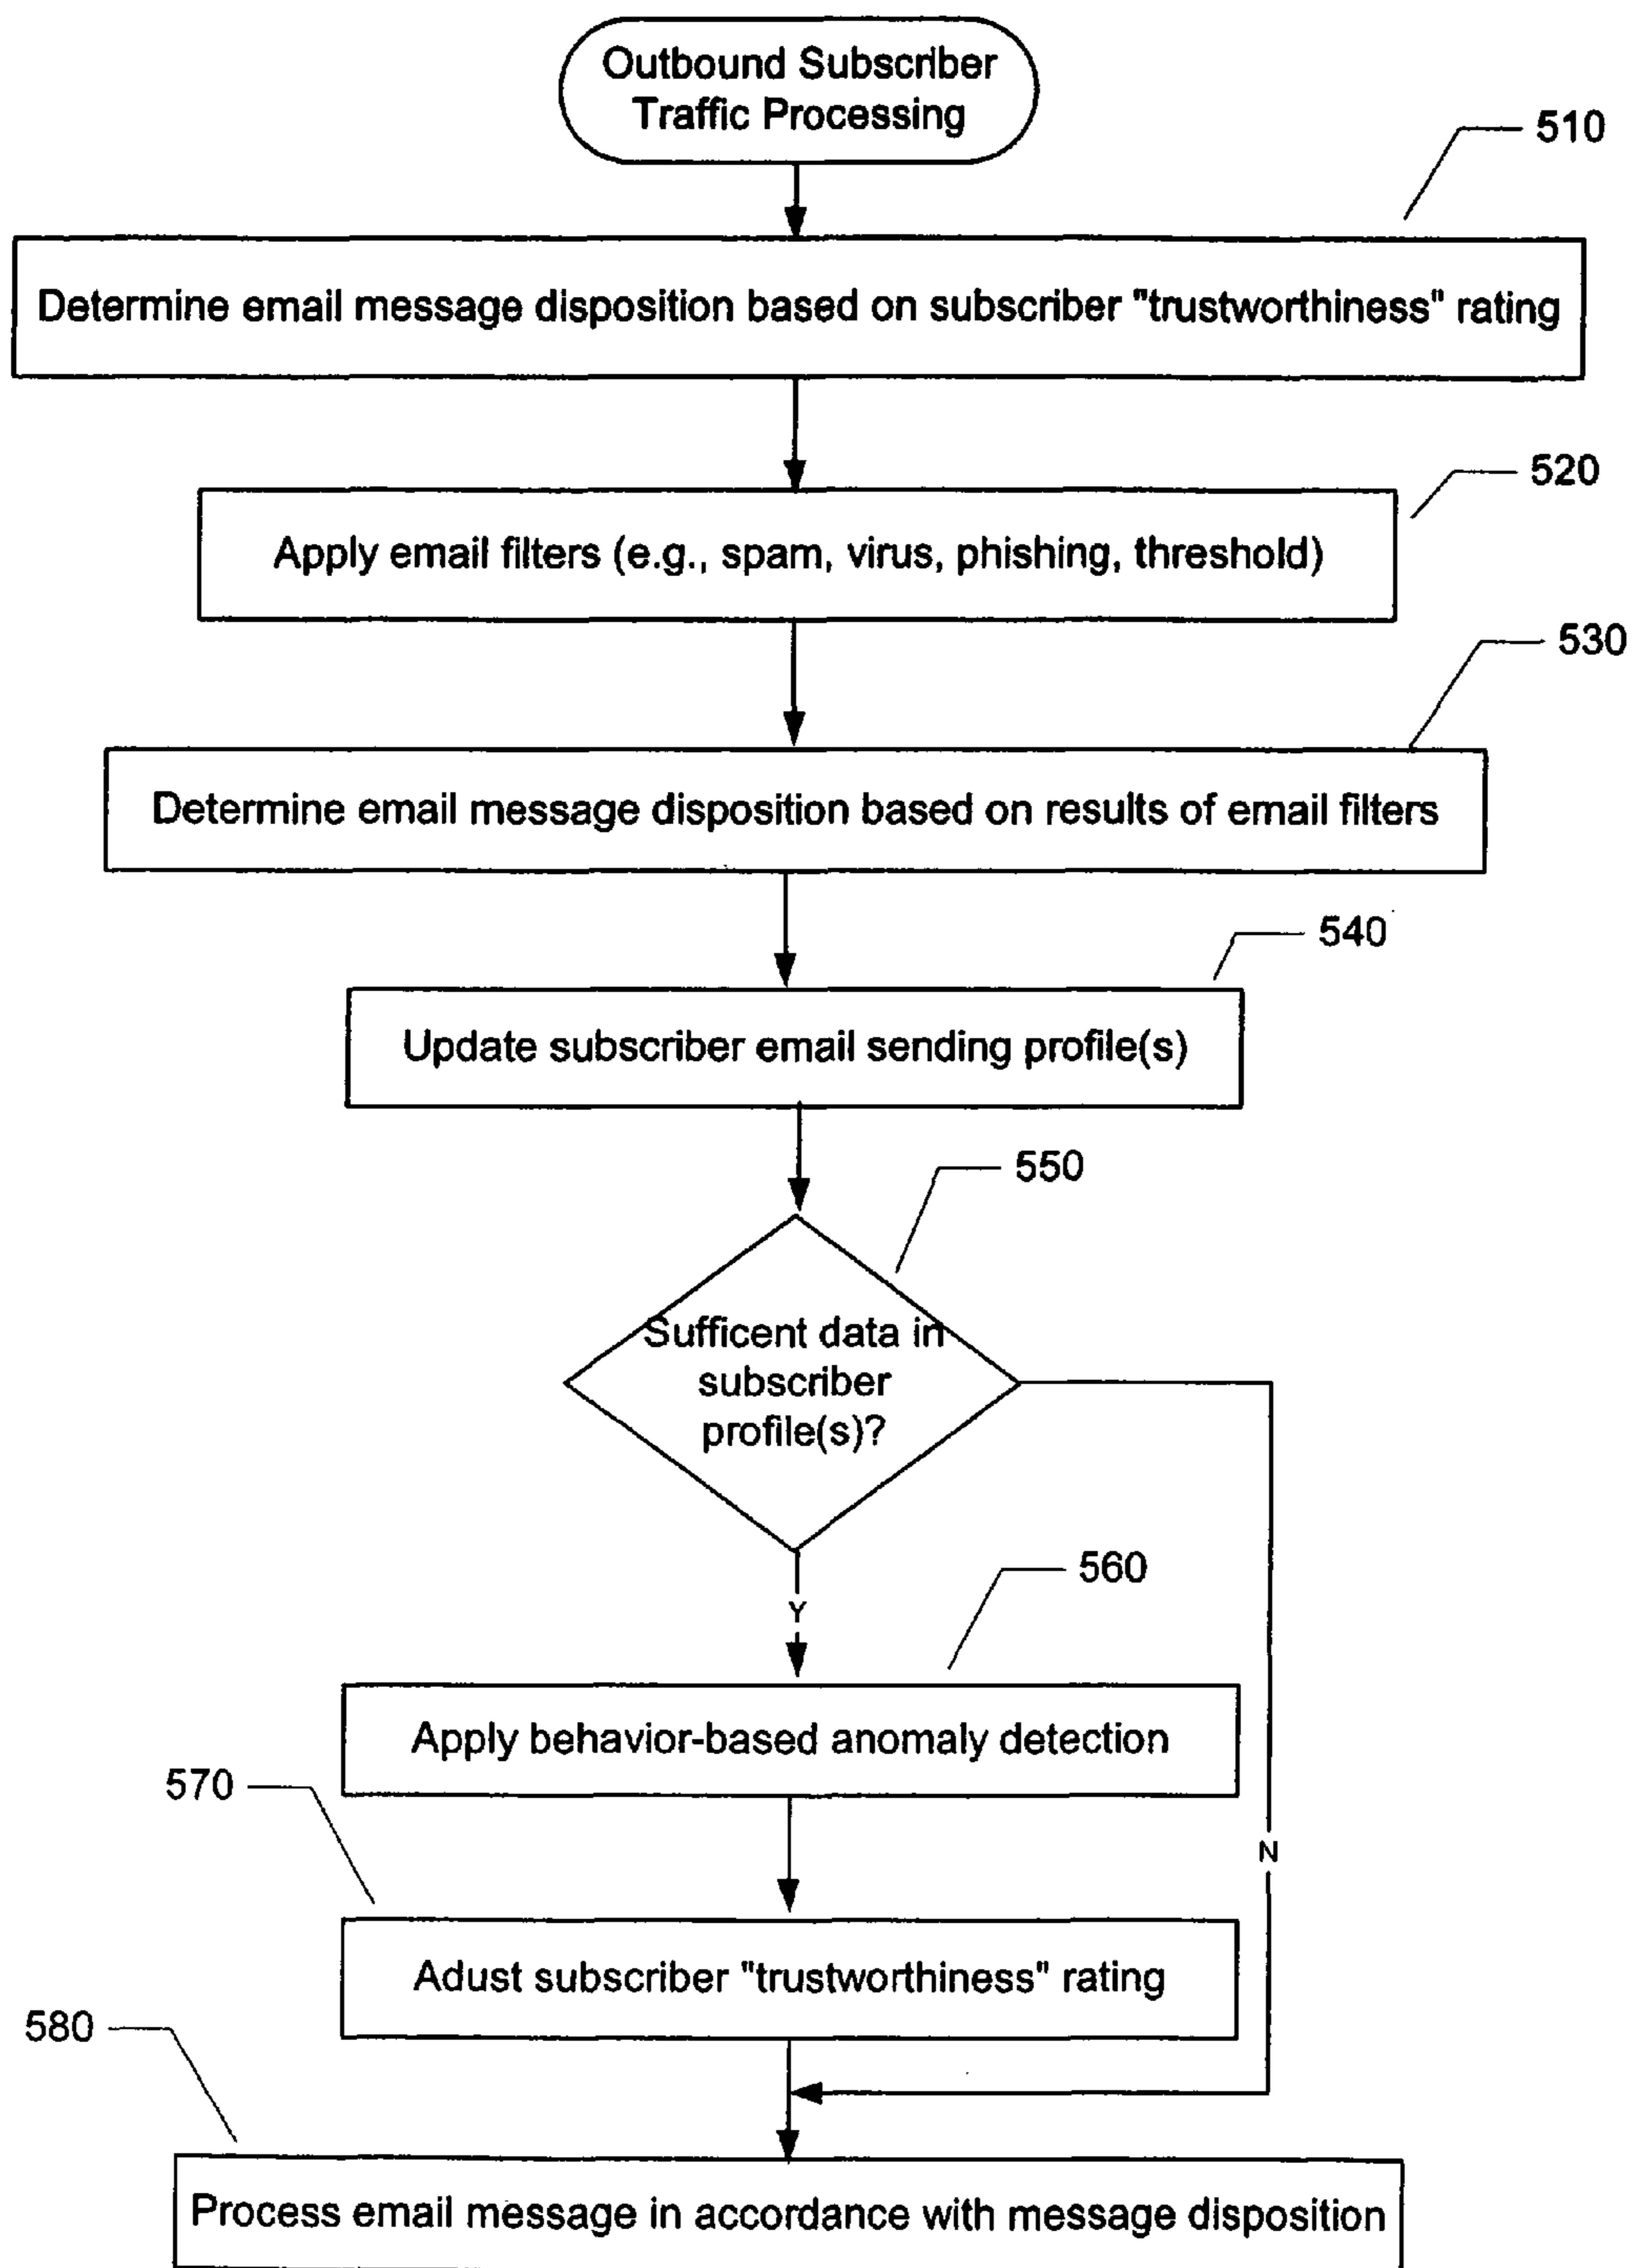 Outbound Subscriber
Traffic Processing
510
Determine email message disposition based on subscriber "trustworthiness" rating
520
Apply email filters (e.g., spam, virus, phishing, threshold)
530
Determine email message disposition based on results of email filters
540
Update subscriber email sending profile(s)
550
Sufficent data in
subscriber
profile(s)?
560
Y
Apply behavior-based anomaly detection
570
N
Adust subscriber "trustworthiness" rating
580
Process email message in accordance with message disposition